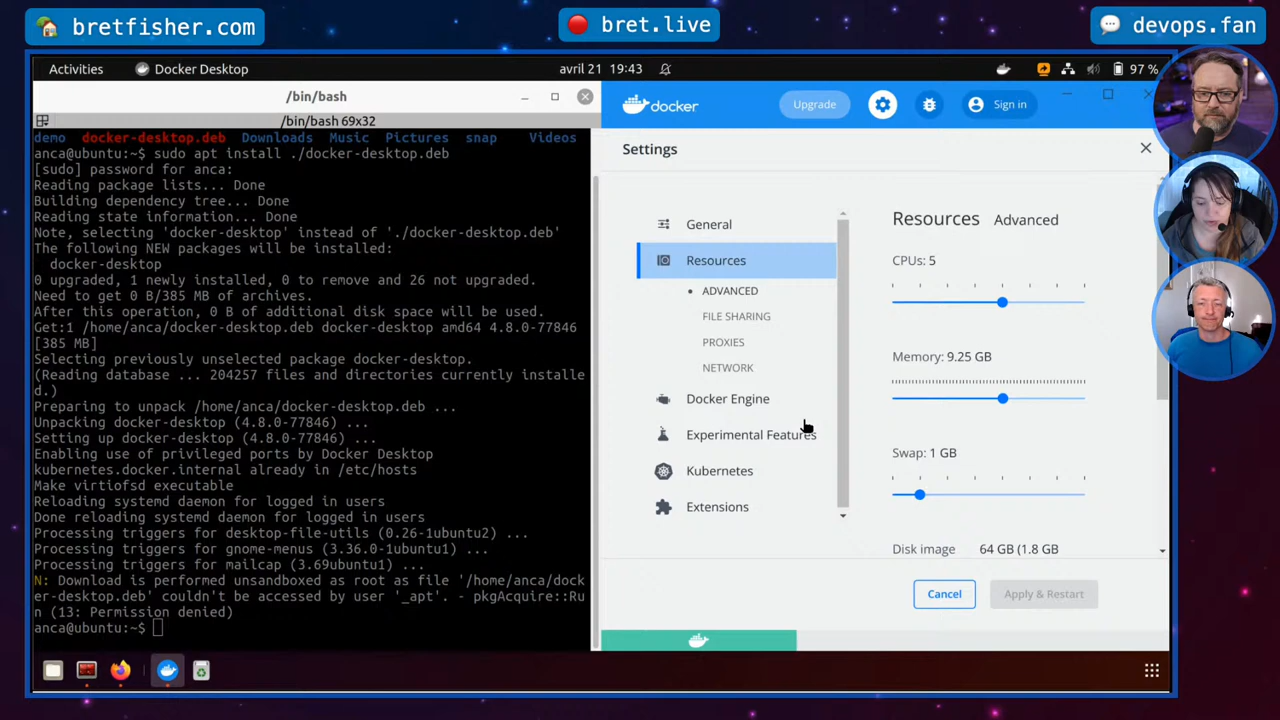 bretfisher.com
bret.live
devops.fan
Activities
Docker Desktop
avril 21 19:43
97 %
/bin/bash
/bin/bash 69x32
demo docker-desktop.deb Downloads Music Pictures snap Videos
anca@ubuntu:~$ sudo apt install ./docker-desktop.deb
[sudo] password for anca:
Reading package lists... Done
Building dependency tree... Done
Reading state information... Done
Note, selecting 'docker-desktop' instead of './docker-desktop.deb'
The following NEW packages will be installed:
docker-desktop
0 upgraded, 1 newly installed, 0 to remove and 26 not upgraded.
Need to get 0 B/385 MB of archives.
After this operation, 0 B of additional disk space will be used.
Get:1 /home/anca/docker-desktop.deb docker-desktop amd64 4.8.0-77846
[385 MB]
Selecting previously unselected package docker-desktop.
(Reading database ... 204257 files and directories currently installe
d.)
Preparing to unpack /home/anca/docker-desktop.deb ...
Unpacking docker-desktop (4.8.0-77846) ...
Setting up docker-desktop (4.8.0-77846) ...
Enabling use of privileged ports by Docker Desktop
kubernetes.docker.internal already in /etc/hosts
Make virtiofsd executable
Reloading systemd daemon for logged in users
Done reloading systemd daemon for logged in users
Processing triggers for desktop-file-utils (0.26-1ubuntu2) ...
Processing triggers for gnome-menus (3.36.0-1ubuntu1) ...
Processing triggers for mailcap (3.69ubuntu1) ...
N: Download is performed unsandboxed as root as file '/home/anca/dock
er-desktop.deb' couldn't be accessed by user '_apt'. - pkgAcquire::Ru
n (13: Permission denied)
anca@ubuntu:~$
docker
Upgrade
Sign in
Settings
General
Resources
ADVANCED
FILE SHARING
PROXIES
NETWORK
Docker Engine
Experimental Features
Kubernetes
Extensions
Resources Advanced
CPUs: 5
Memory: 9.25 GB
Swap: 1 GB
Disk image 64 GB (1.8 GB
Cancel
Apply & Restart